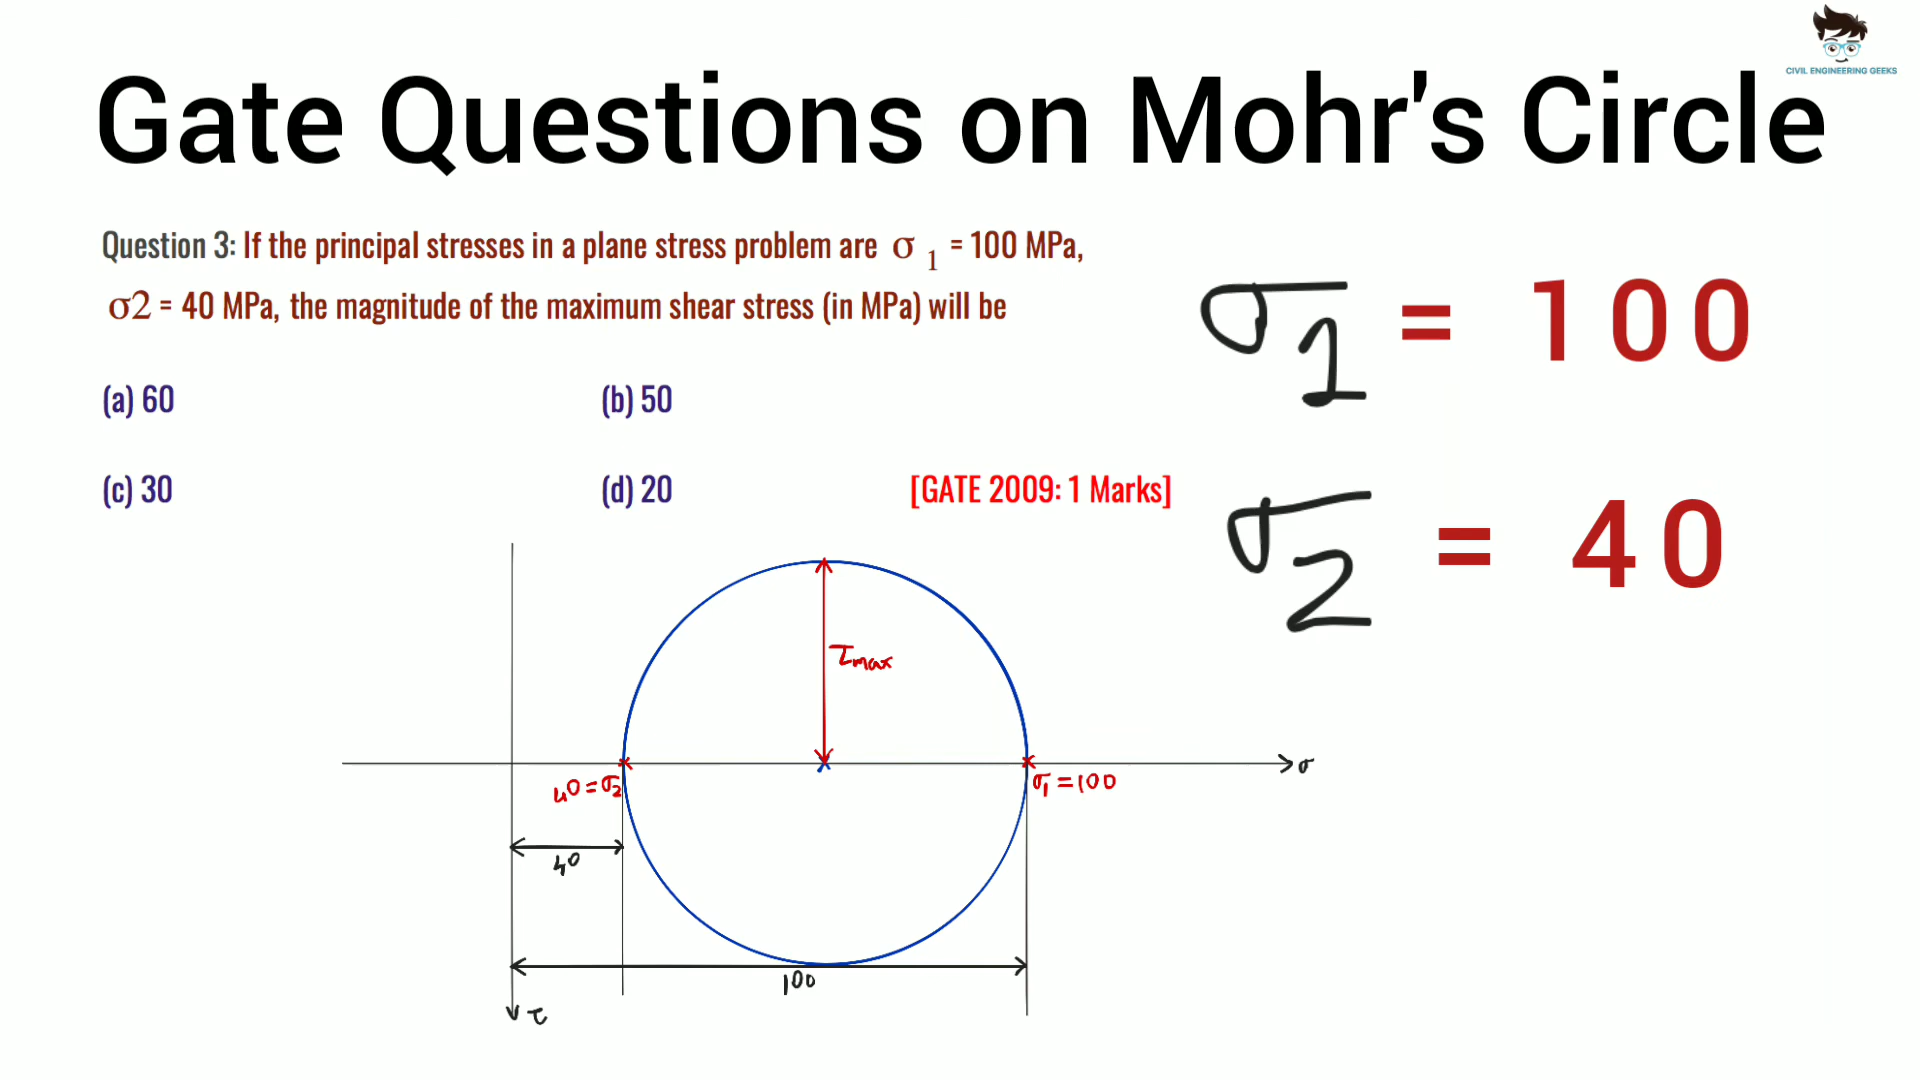 CIVIL ENGINEERING GEEKS
Gate Questions on Mohr's Circle
Question 3: If the principal stresses in a plane stress problem are σ 1 = 100 MPa,
σ2 = 40 MPa, the magnitude of the maximum shear stress (in MPa) will be
(a) 60 (b) 50
(c) 30 (d) 20 [GATE 2009: 1 Marks]
σ1 = 100
σ2 = 40
τmax
σ
40 = σ2
σ1 = 100
40
100
τ